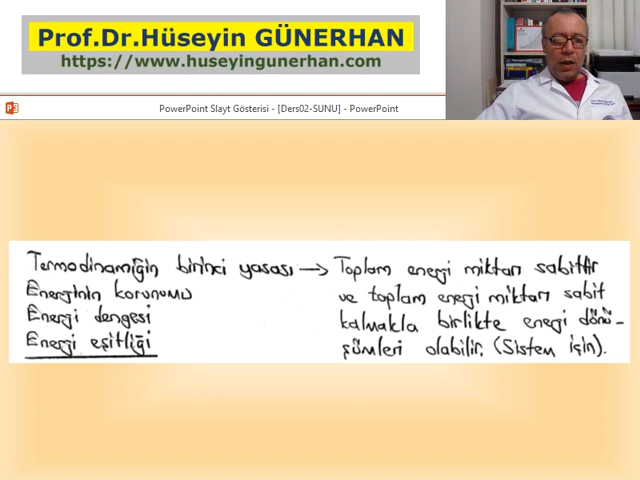 Prof.Dr.Hüseyin GÜNERHAN
https://www.huseyingunerhan.com
PowerPoint Slayt Gösterisi - [Ders02-SUNU] - PowerPoint
Termodinamiğin birinci yasası → Toplam enerji miktarı sabittir
Enerjinin korunumu ve toplam enerji miktarı sabit
Enerji dengesi kalmakla birlikte enerji dönü-
Enerji eşitliği şümleri olabilir. (Sistem için).